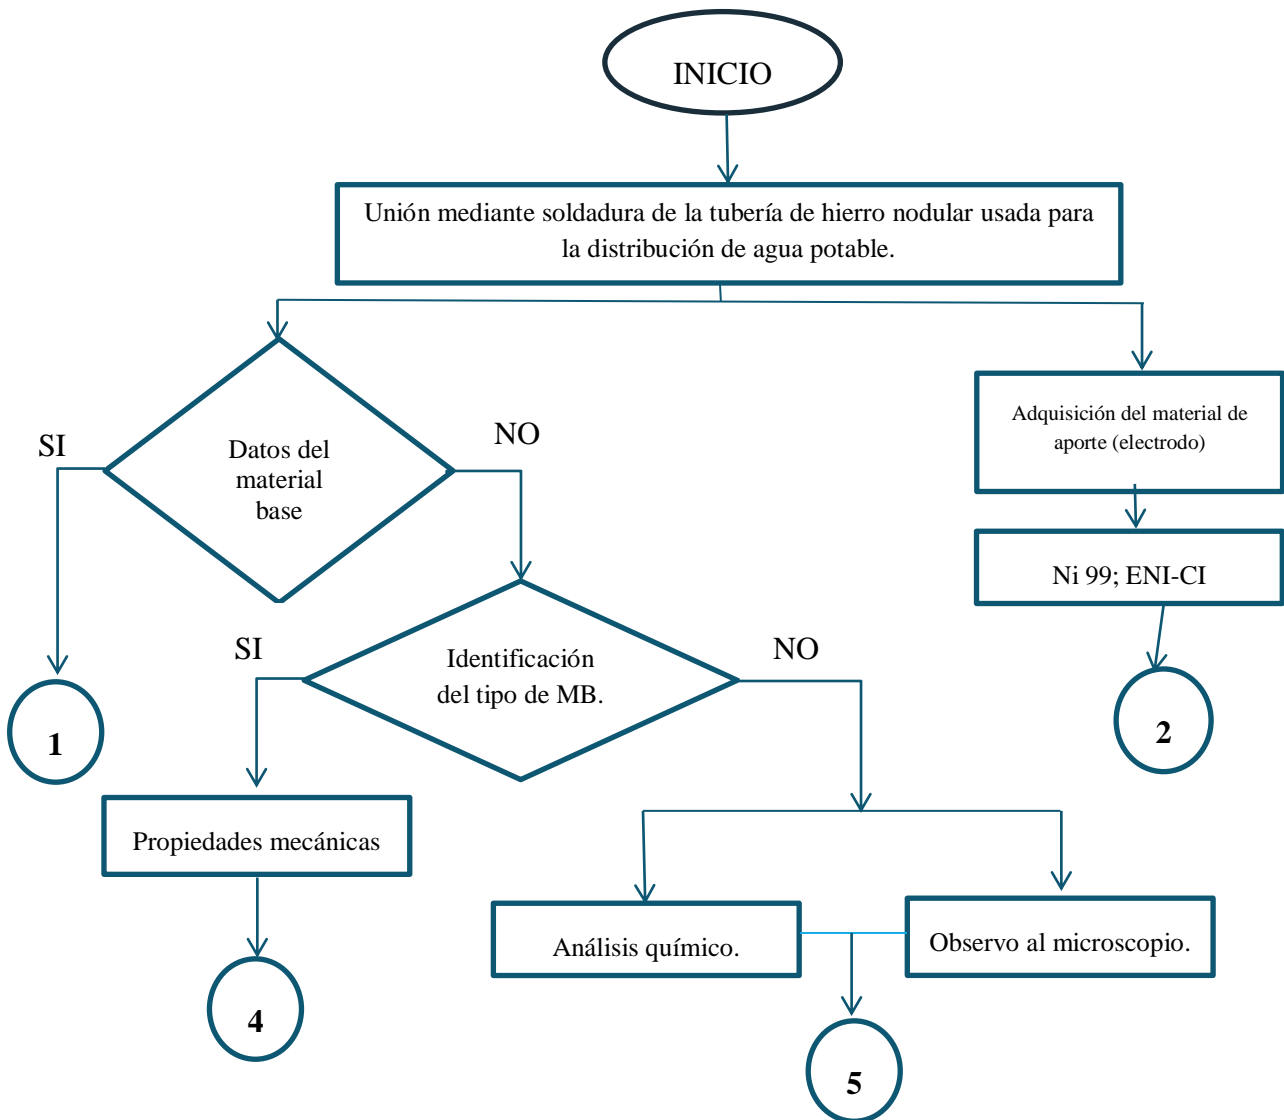 INICIO
Unión mediante soldadura de la tubería de hierro nodular usada para
la distribución de agua potable.
SI
Datos del
material
base
NO
Adquisición del material de
aporte (electrodo)
Ni 99; ENI-CI
SI
Identificación
del tipo de MB.
NO
1
2
Propiedades mecánicas
Análisis químico.
Observo al microscopio.
4
5